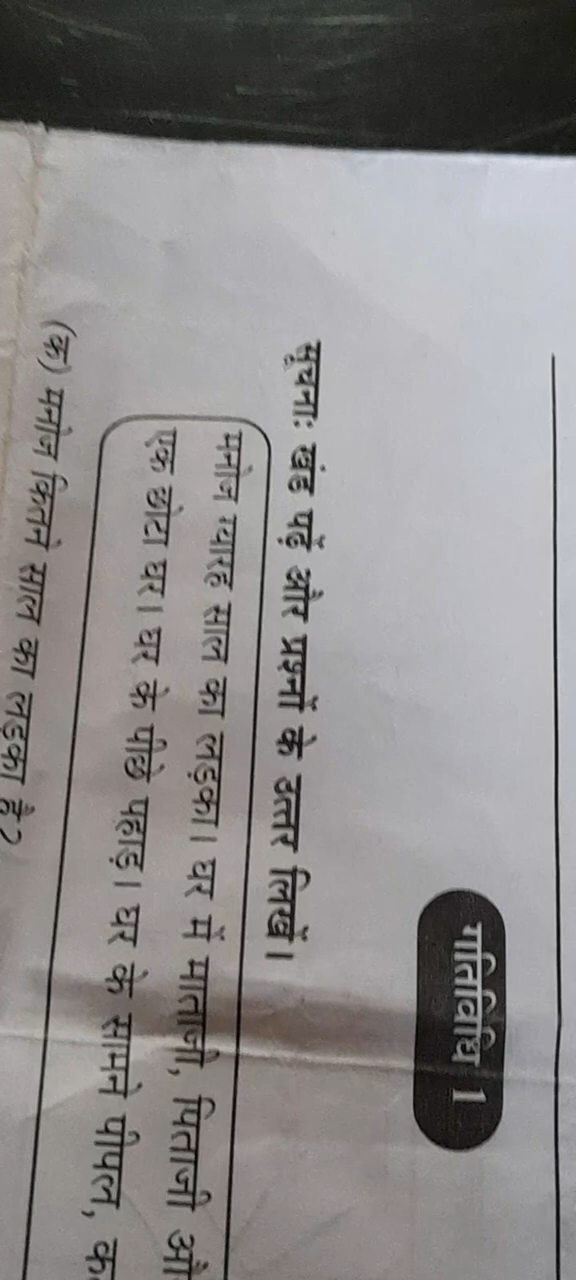 गतिविधि 1
सूचनाः खंड पढ़ें और प्रश्नों के उत्तर लिखें।
मनोज ग्यारह साल का लड़का। घर में माताजी, पिताजी
एक छोटा घर। घर के पीछे पहाड़। घर के सामने पीपल,
(क) मनोज कितने साल का लड़का है?